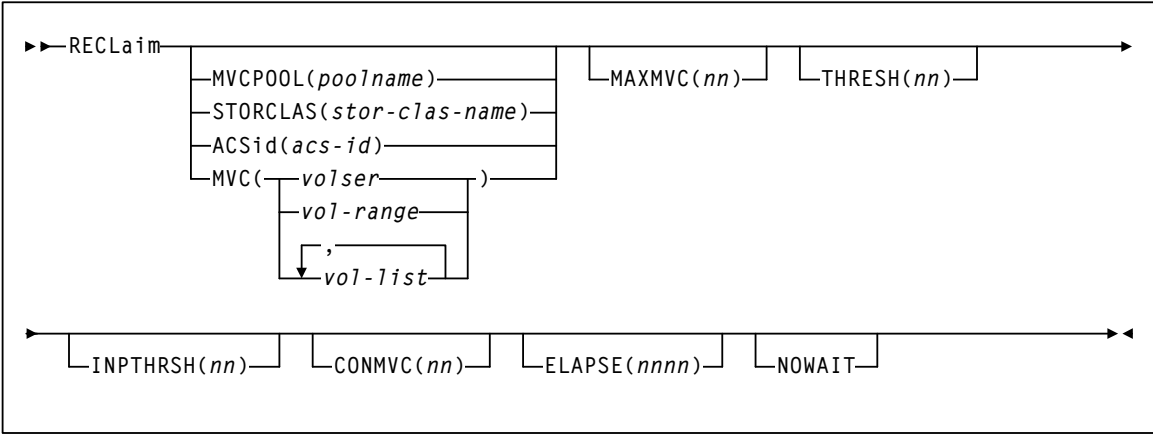 RECLaim
MVCPOOL(poolname)
MAXMVC(nn)
THRESH(nn)
STORCLAS(stor-clas-name)
ACSid(acs-id)
MVC(volser)
vol-range
,
vol-list
INPTHRSH(nn)
CONMVC(nn)
ELAPSE(nnnn)
NOWAIT